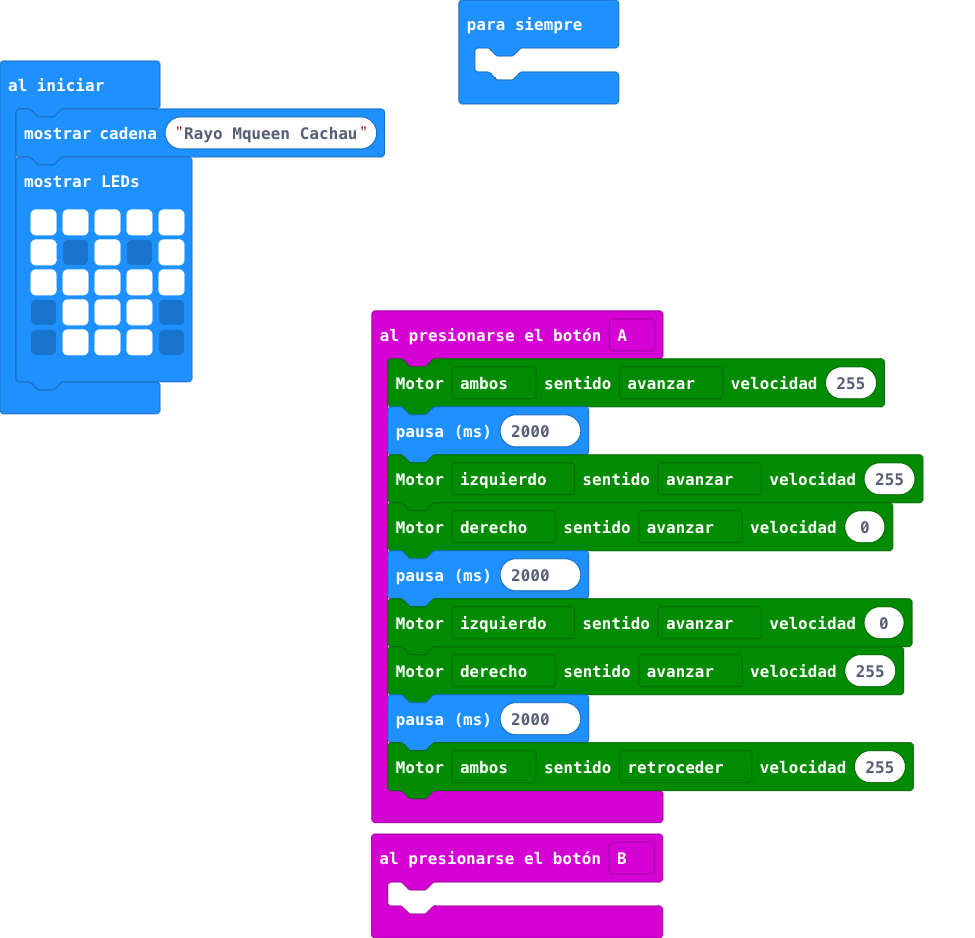 para siempre
al iniciar
mostrar cadena "Rayo Mqueen Cachau"
mostrar LEDs
al presionarse el botón A
Motor ambos sentido avanzar velocidad 255
pausa (ms) 2000
Motor izquierdo sentido avanzar velocidad 255
Motor derecho sentido avanzar velocidad 0
pausa (ms) 2000
Motor izquierdo sentido avanzar velocidad 0
Motor derecho sentido avanzar velocidad 255
pausa (ms) 2000
Motor ambos sentido retroceder velocidad 255
al presionarse el botón B